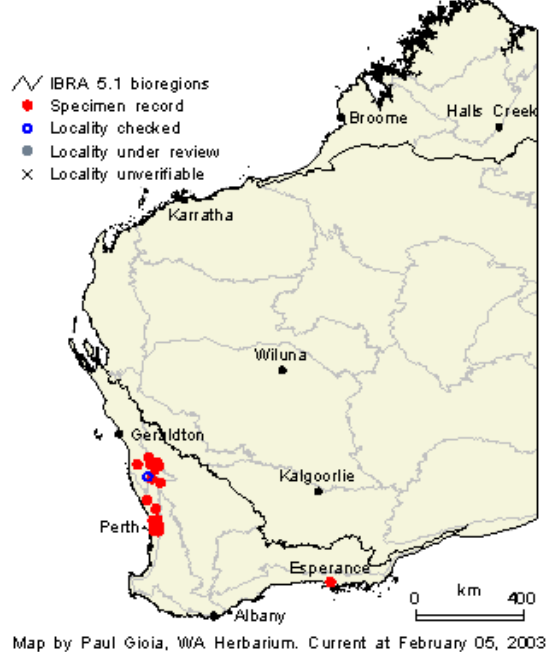 IBRA 5.1 bioregions
Specimen record
Locality checked
Locality under review
Locality unverifiable
Broome
Halls Creek
Karratha
Wiluna
Geraldton
Kalgoorlie
Perth
Esperance
Albany
km
0 400
Map by Paul Gioia, WA Herbarium. Current at February 05, 2003